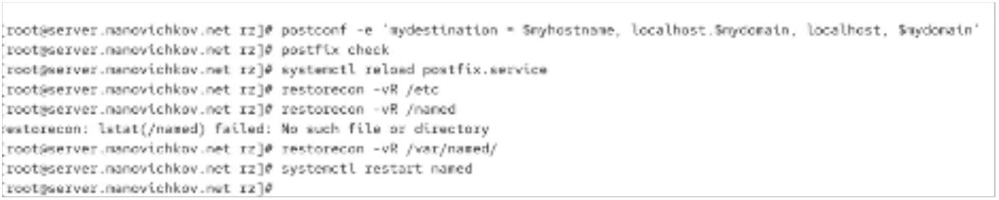 [root@server.manovichkov.net rz]# postconf -e 'mydestination = $myhostname, localhost.$mydomain, localhost, $mydomain'
[root@server.manovichkov.net rz]# postfix check
[root@server.manovichkov.net rz]# systemctl reload postfix.service
[root@server.manovichkov.net rz]# restorecon -vR /etc
[root@server.manovichkov.net rz]# restorecon -vR /named
restorecon: lstat(/named) failed: No such file or directory
[root@server.manovichkov.net rz]# restorecon -vR /var/named/
[root@server.manovichkov.net rz]# systemctl restart named
[root@server.manovichkov.net rz]#